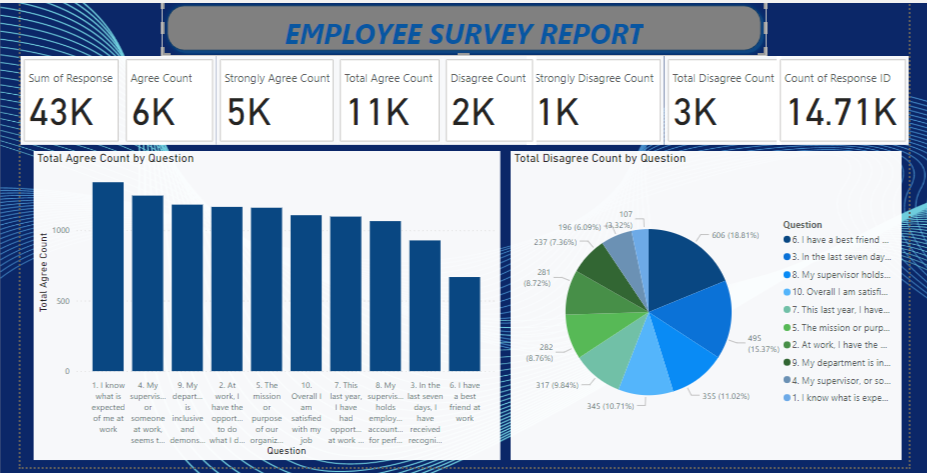 EMPLOYEE SURVEY REPORT
Sum of Response
43K
Agree Count
6K
Strongly Agree Count
5K
Total Agree Count
11K
Disagree Count
2K
Strongly Disagree Count
1K
Total Disagree Count
3K
Count of Response ID
14.71K
Total Agree Count by Question
Total Agree Count
1000
500
0
1. I know
what is
expected
of me at
work
4. My
supervis...
or
someone
at work,
seems t...
9. My
depart...
is
inclusive
and
demons...
2. At
work, I
have the
opport...
to do
what I d...
5. The
mission
or
purpose
of our
organiz...
10.
Overall I
am
satisfied
with my
job
7. This
last year,
I have
had
opport...
at work ...
8. My
supervis...
holds
employ...
account...
for perf...
3. In the
last seven
days, I
have
received
recogni...
6. I have
a best
friend at
work
Question
Total Disagree Count by Question
606 (18.81%)
495
(15.37%)
355 (11.02%)
345 (10.71%)
317 (9.84%)
282
(8.76%)
281
(8.72%)
237 (7.36%)
196 (6.09%)
107
(3.32%)
Question
6. I have a best friend ...
3. In the last seven day...
8. My supervisor holds...
10. Overall I am satisfi...
7. This last year, I have...
5. The mission or purp...
2. At work, I have the ...
9. My department is in...
4. My supervisor, or so...
1. I know what is expe...